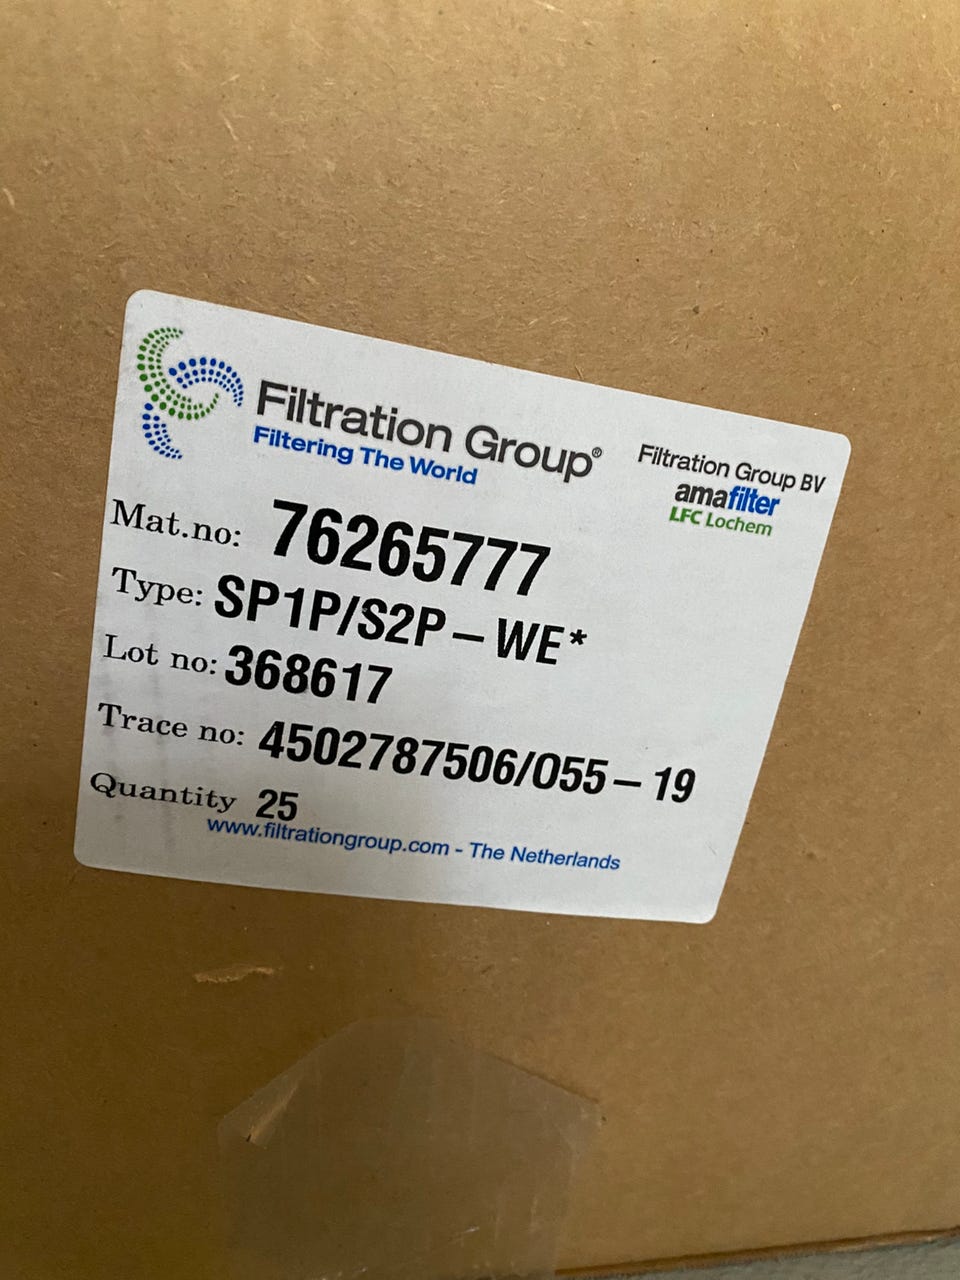 Filtration Group®
Filtering The World
Filtration Group BV
amafilter
LFC Lochem
Mat.no: 76265777
Type: SP1P/S2P – WE*
Lot no: 368617
Trace no: 4502787506/O55 – 19
Quantity 25
www.filtrationgroup.com - The Netherlands